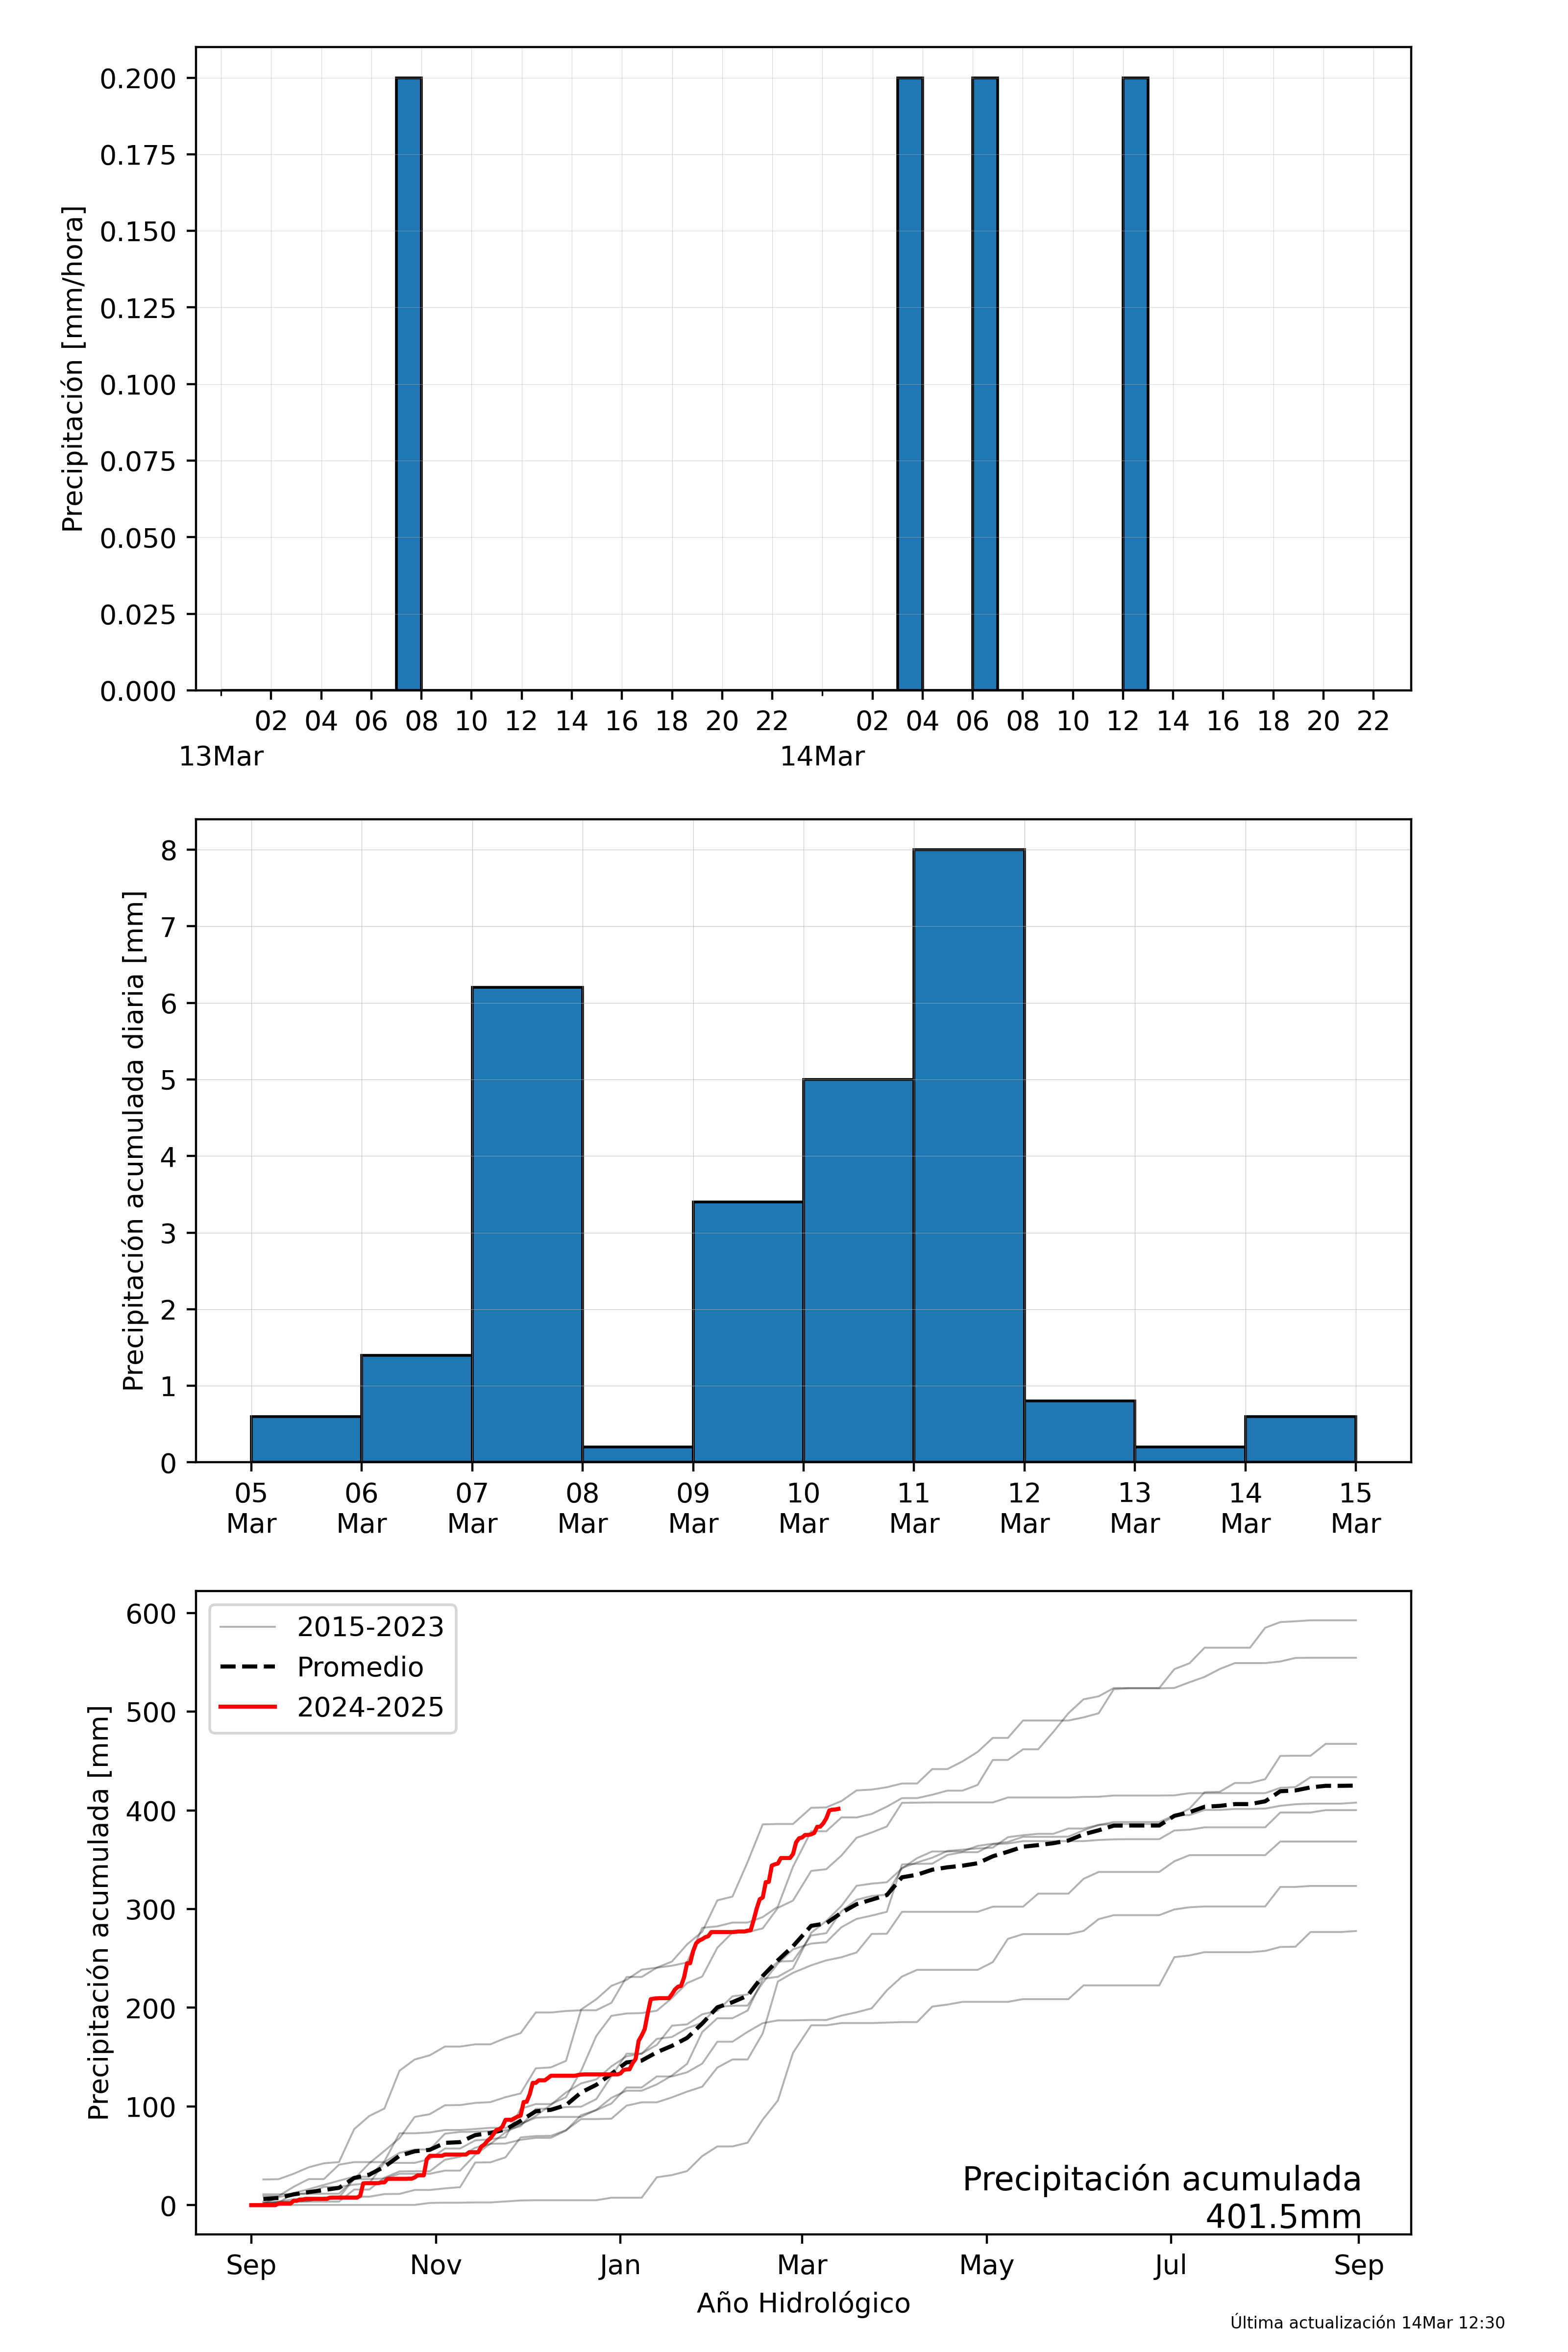 Precipitación [mm/hora]
0.200
0.175
0.150
0.125
0.100
0.075
0.050
0.025
0.000
02 04 06 08 10 12 14 16 18 20 22 02 04 06 08 10 12 14 16 18 20 22
13Mar 14Mar
Precipitación acumulada diaria [mm]
8
7
6
5
4
3
2
1
0
05 06 07 08 09 10 11 12 13 14 15
Mar Mar Mar Mar Mar Mar Mar Mar Mar Mar Mar
Precipitación acumulada [mm]
600
500
400
300
200
100
0
2015-2023
Promedio
2024-2025
Precipitación acumulada
401.5mm
Sep Nov Jan Mar May Jul Sep
Año Hidrológico
Última actualización 14Mar 12:30